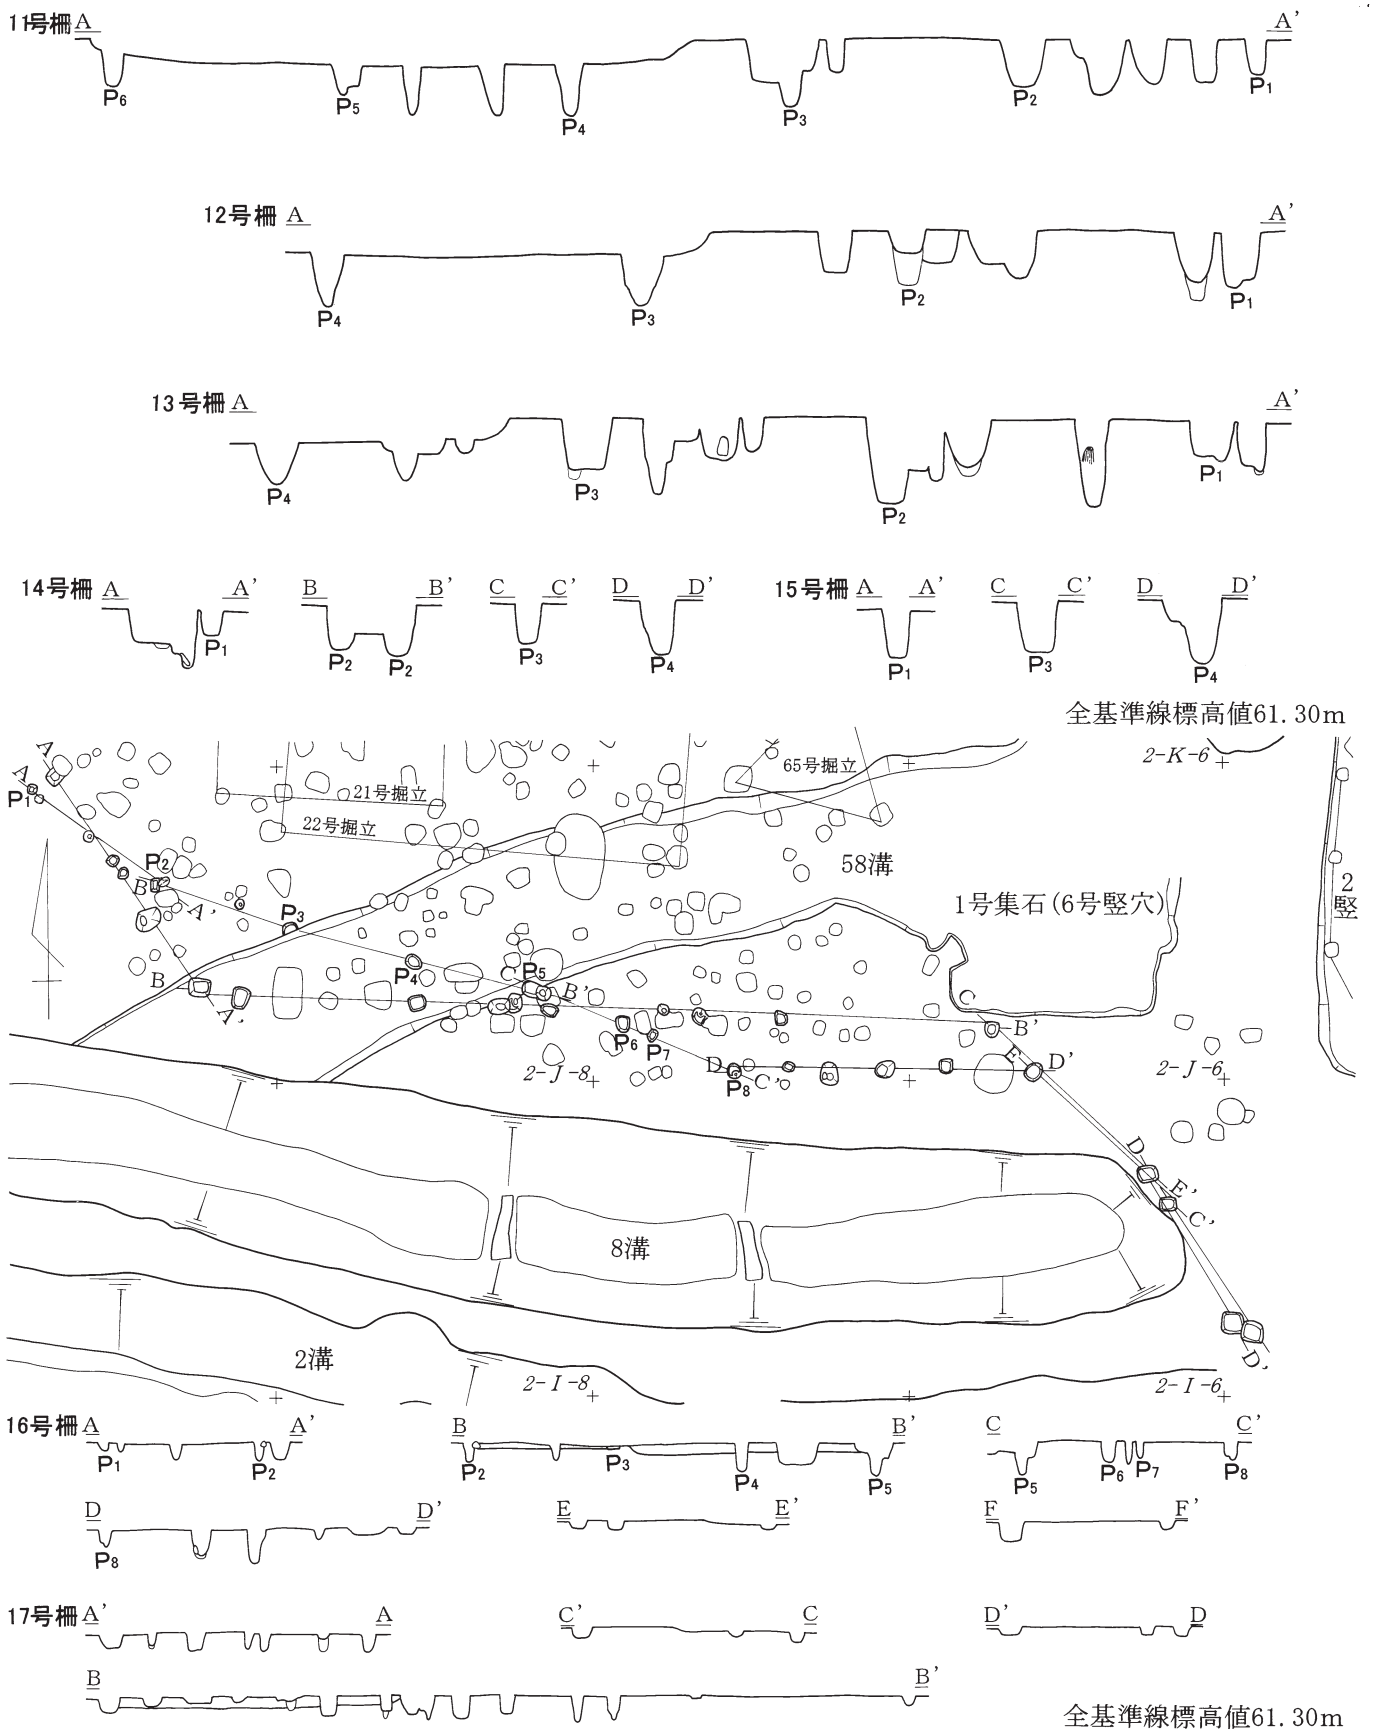 11号柵 A A'
P6 P5 P4 P3 P2 P1
12号柵 A A'
P4 P3 P2 P1
13号柵 A A'
P4 P3 P2 P1
14号柵 A A' B B' C C' D D' 15号柵 A A' C C' D D'
P1 P2 P2 P3 P4 P1 P3 P4
全基準線標高値61.30m
A 2-K-6
A 65号掘立
P1 21号掘立
22号掘立
P2 58溝
B 2竪
A' 1号集石(6号竪穴)
P3
P4 C P5
B B' C
A' P6 P7 B'
E
2-J-8 D P8 C' D' 2-J-6
D
E'
C'
8溝
2溝 D'
2-I-8 2-I-6
16号柵 A A' B B' C C'
P1 P2 P2 P3 P4 P5 P5 P6 P7 P8
D D' E E' F F'
P8
17号柵 A' A C' C D' D
B B'
全基準線標高値61.30m